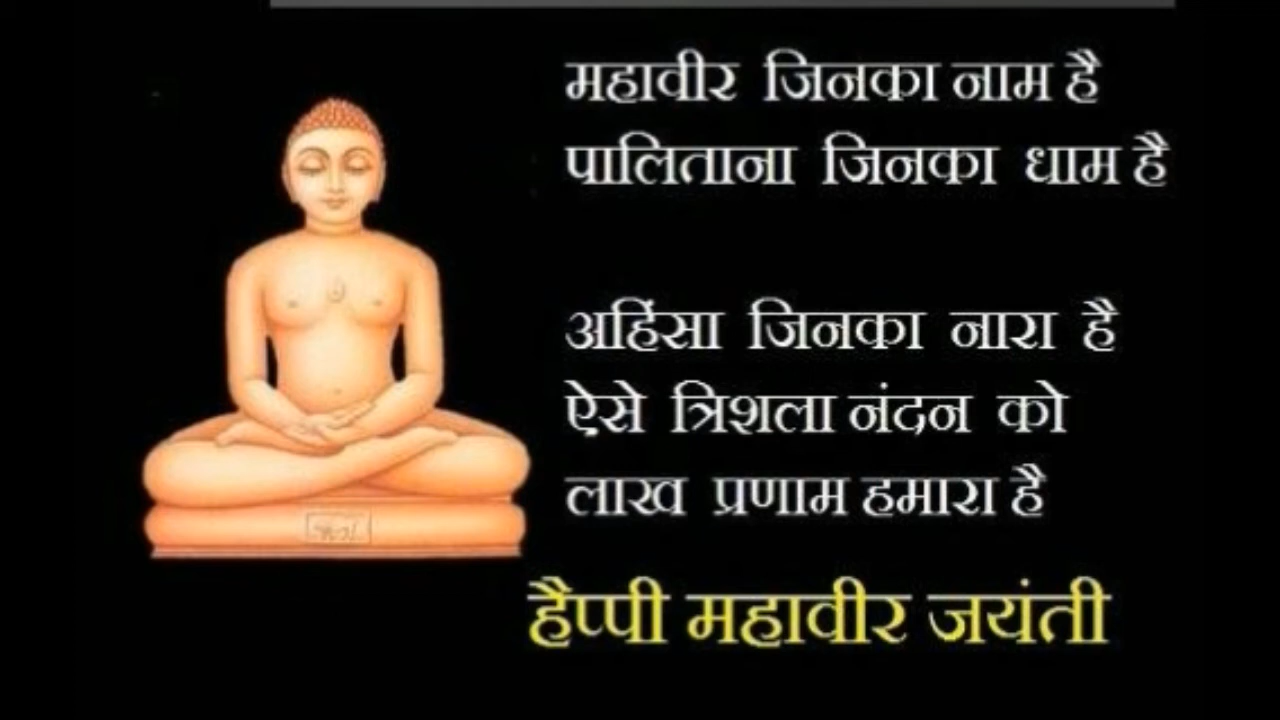 महावीर जिनका नाम है
पालिताना जिनका धाम है
अहिंसा जिनका नारा है
ऐसे त्रिशला नंदन को
लाख प्रणाम हमारा है
हैप्पी महावीर जयंती